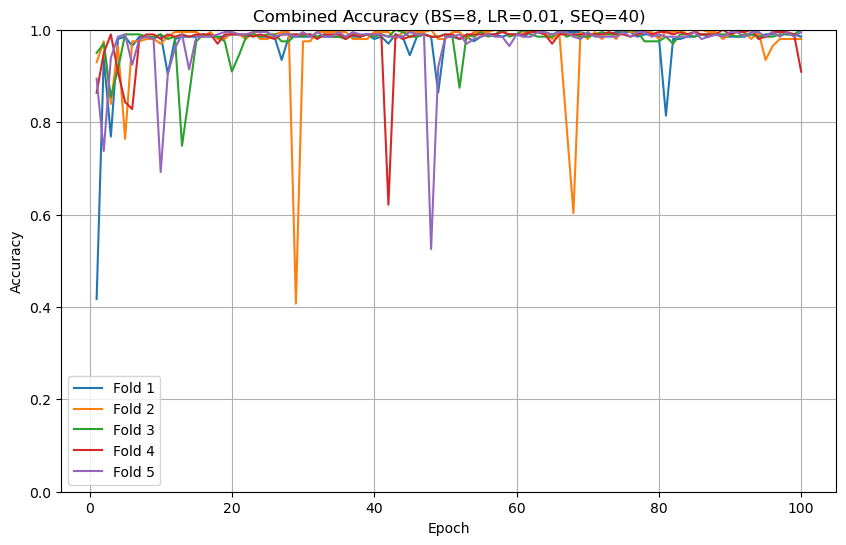 Combined Accuracy (BS=8, LR=0.01, SEQ=40)
1.0
0.8
0.6
0.4
0.2
0.0
Accuracy
Fold 1
Fold 2
Fold 3
Fold 4
Fold 5
0 20 40 60 80 100
Epoch